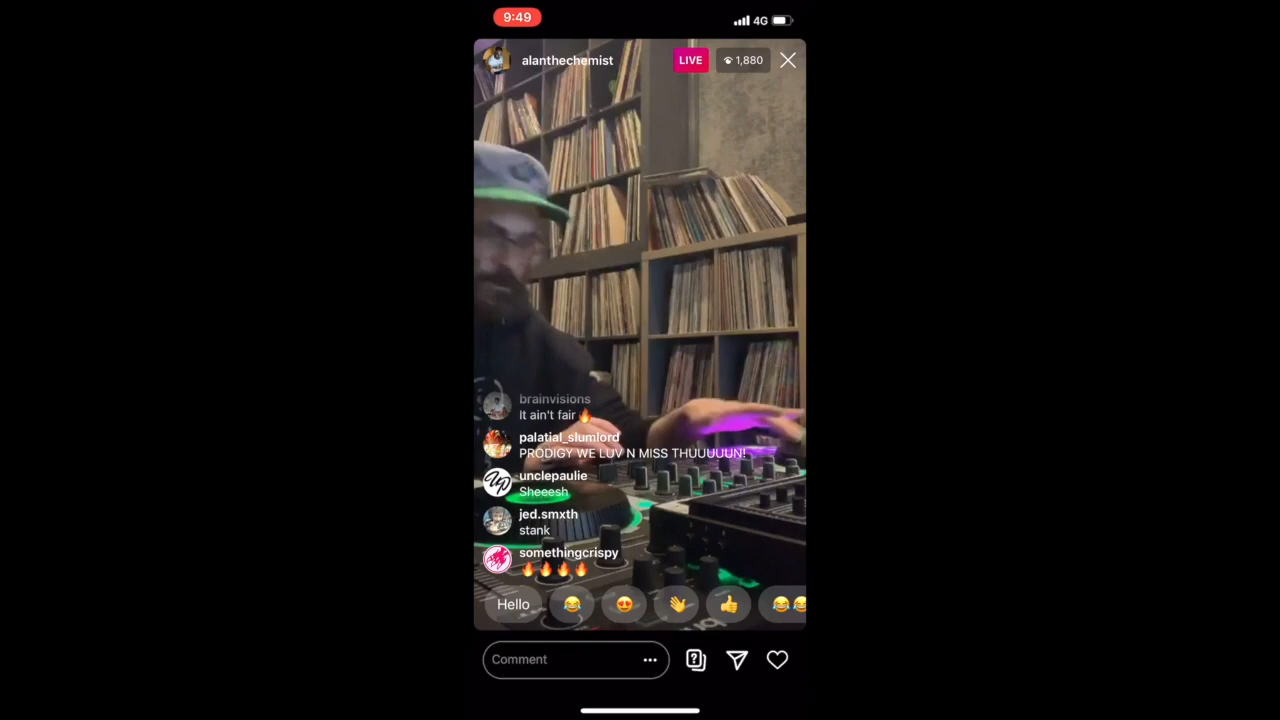 9:49
4G
alanthechemist
LIVE
1,880
brainvisions
It ain't fair🔥
palatial_slumlord
PRODIGY WE LUV N MISS THUUUUUN!
unclepaulie
Sheeesh
jed.smxth
stank
somethingcrispy
🔥🔥🔥🔥
Hello 😂 😍 👋 👍 😂😂
Comment